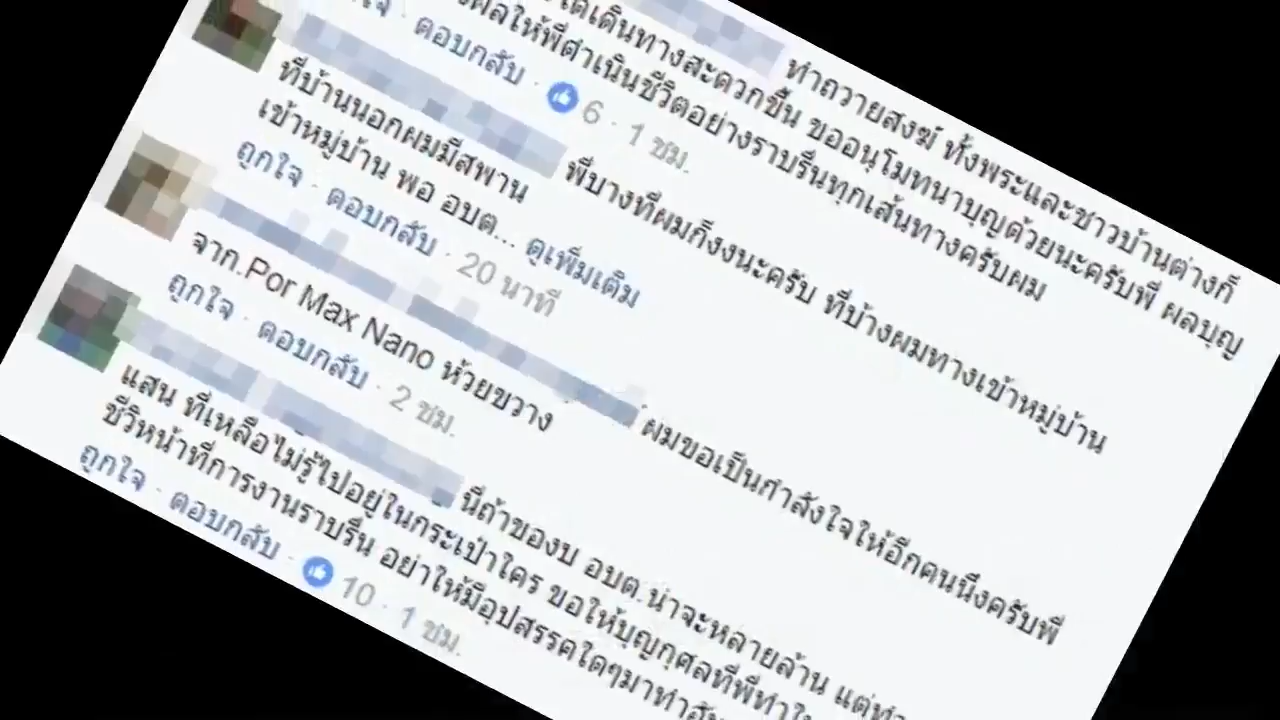 ทำถวายสงฆ์ ทั้งพระและชาวบ้านต่างก็
ได้เดินทางสะดวกขึ้น ขออนุโมทนาบุญด้วยนะครับพี่ ผลบุญ
ผลให้พี่ดำเนินชีวิตอย่างราบรื่นทุกเส้นทางครับผม
ตอบกลับ · 6 · 1 ชม.
พี่บางทีผมก็งงนะครับ ที่บ้างผมทางเข้าหมู่บ้าน
ที่บ้านนอกผมมีสพาน
เข้าหมู่บ้าน พอ อบต... ดูเพิ่มเติม
ถูกใจ · ตอบกลับ · 20 นาที
ผมขอเป็นกำลังใจให้อีกคนนึงครับพี่
จาก.Por Max Nano ห้วยขวาง
ถูกใจ · ตอบกลับ · 2 ชม.
นี่ถ้าของบ อบต.น่าจะหลายล้าน แต่ทำ
แสน ที่เหลือไม่รู้ไปอยู่ในกระเป๋าใคร ขอให้บุญกุศลที่พี่ทำใ
ชีวิหน้าที่การงานราบรื่น อย่าให้มีอุปสรรคใดๆมาทำอัน
ถูกใจ · ตอบกลับ · 10 · 1 ชม.